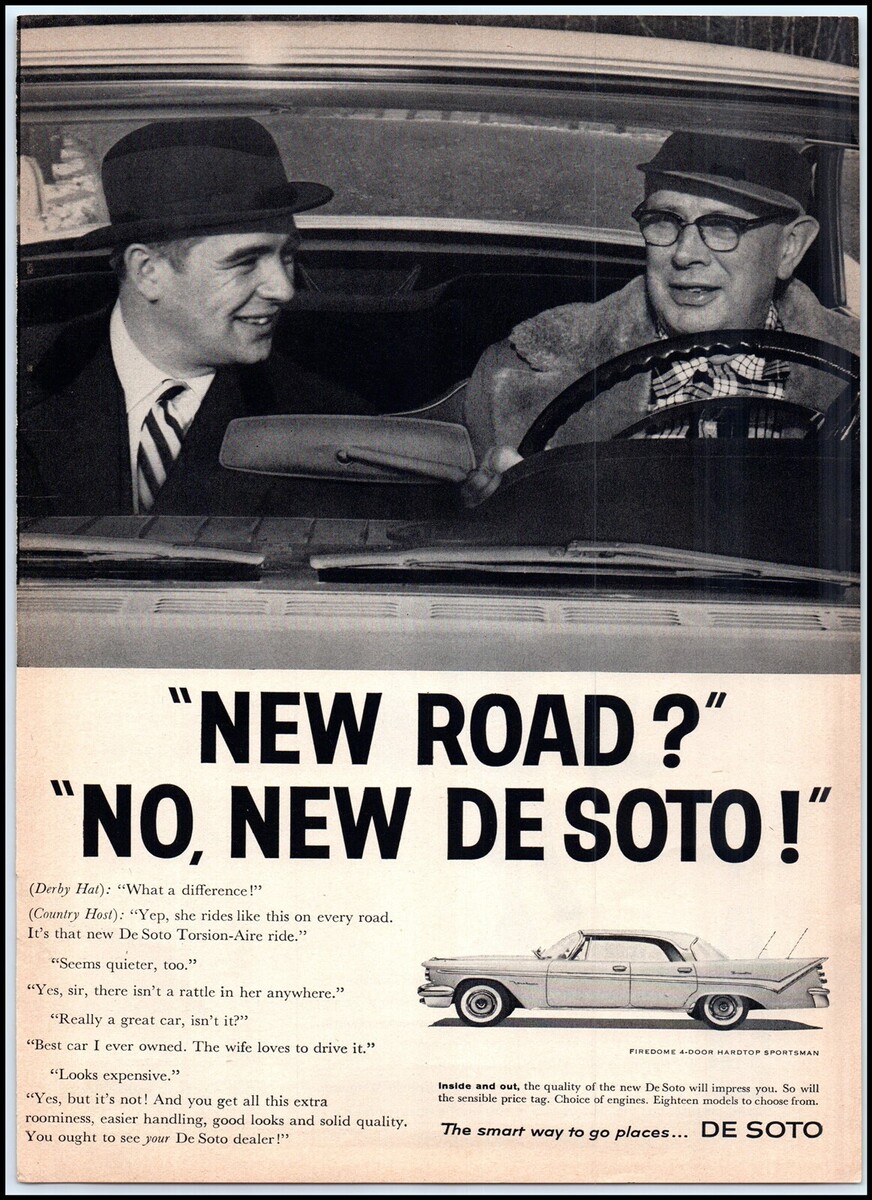 "NEW ROAD?"
"NO, NEW DE SOTO!"
(Derby Hat): "What a difference!"
(Country Host): "Yep, she rides like this on every road.
It's that new De Soto Torsion-Aire ride."
"Seems quieter, too."
"Yes, sir, there isn't a rattle in her anywhere."
"Really a great car, isn't it?"
"Best car I ever owned. The wife loves to drive it."
"Looks expensive."
"Yes, but it's not! And you get all this extra
roominess, easier handling, good looks and solid quality.
You ought to see your De Soto dealer!"
FIREDOME 4-DOOR HARDTOP SPORTSMAN
Inside and out, the quality of the new De Soto will impress you. So will
the sensible price tag. Choice of engines. Eighteen models to choose from.
The smart way to go places... DE SOTO